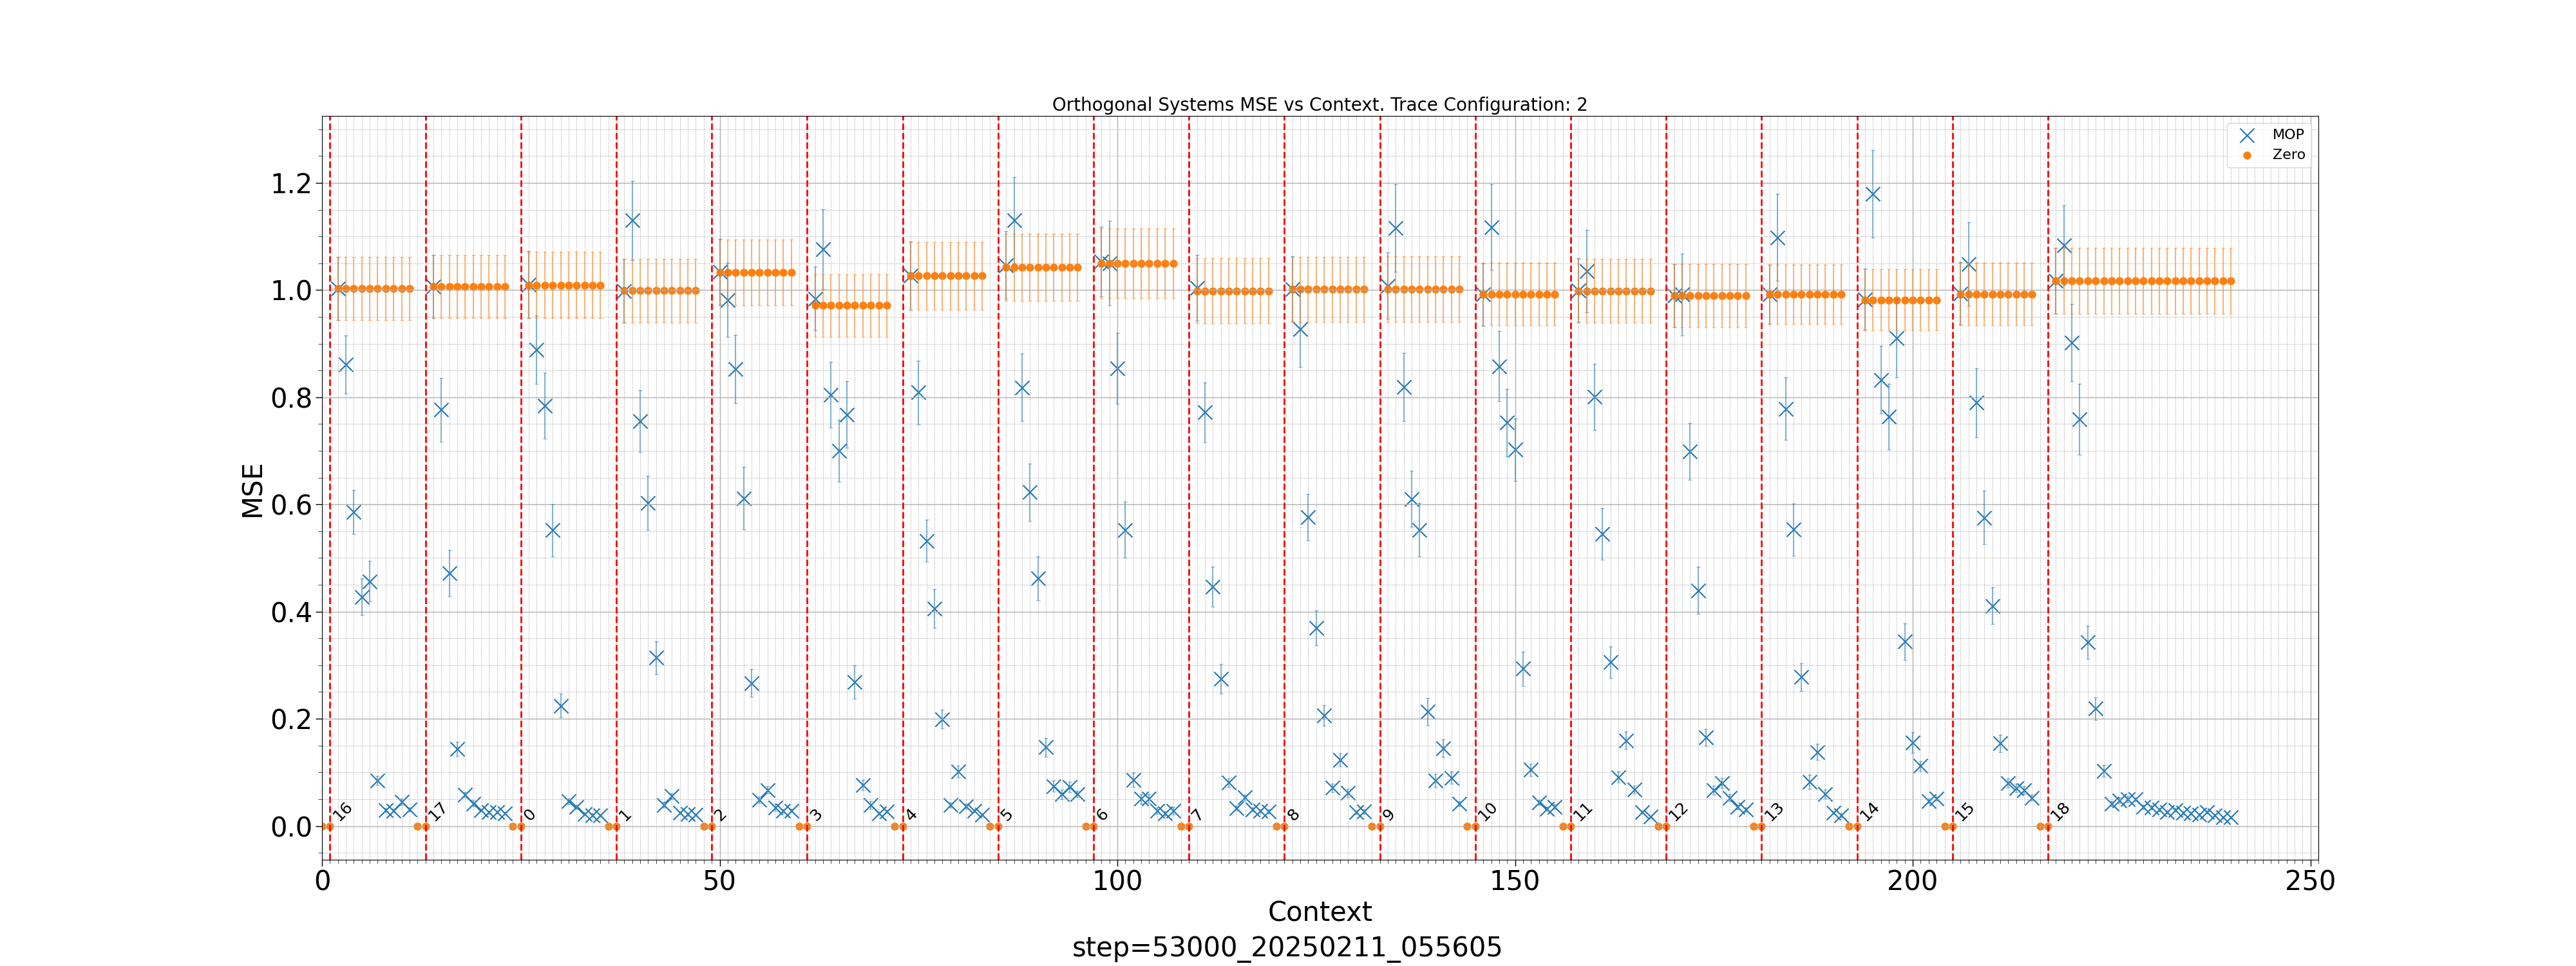 Orthogonal Systems MSE vs Context. Trace Configuration: 2
MOP
Zero
MSE
1.2
1.0
0.8
0.6
0.4
0.2
0.0
16 17 0 1 2 3 4 5 6 7 8 9 10 11 12 13 14 15 18
0 50 100 150 200 250
Context
step=53000_20250211_055605